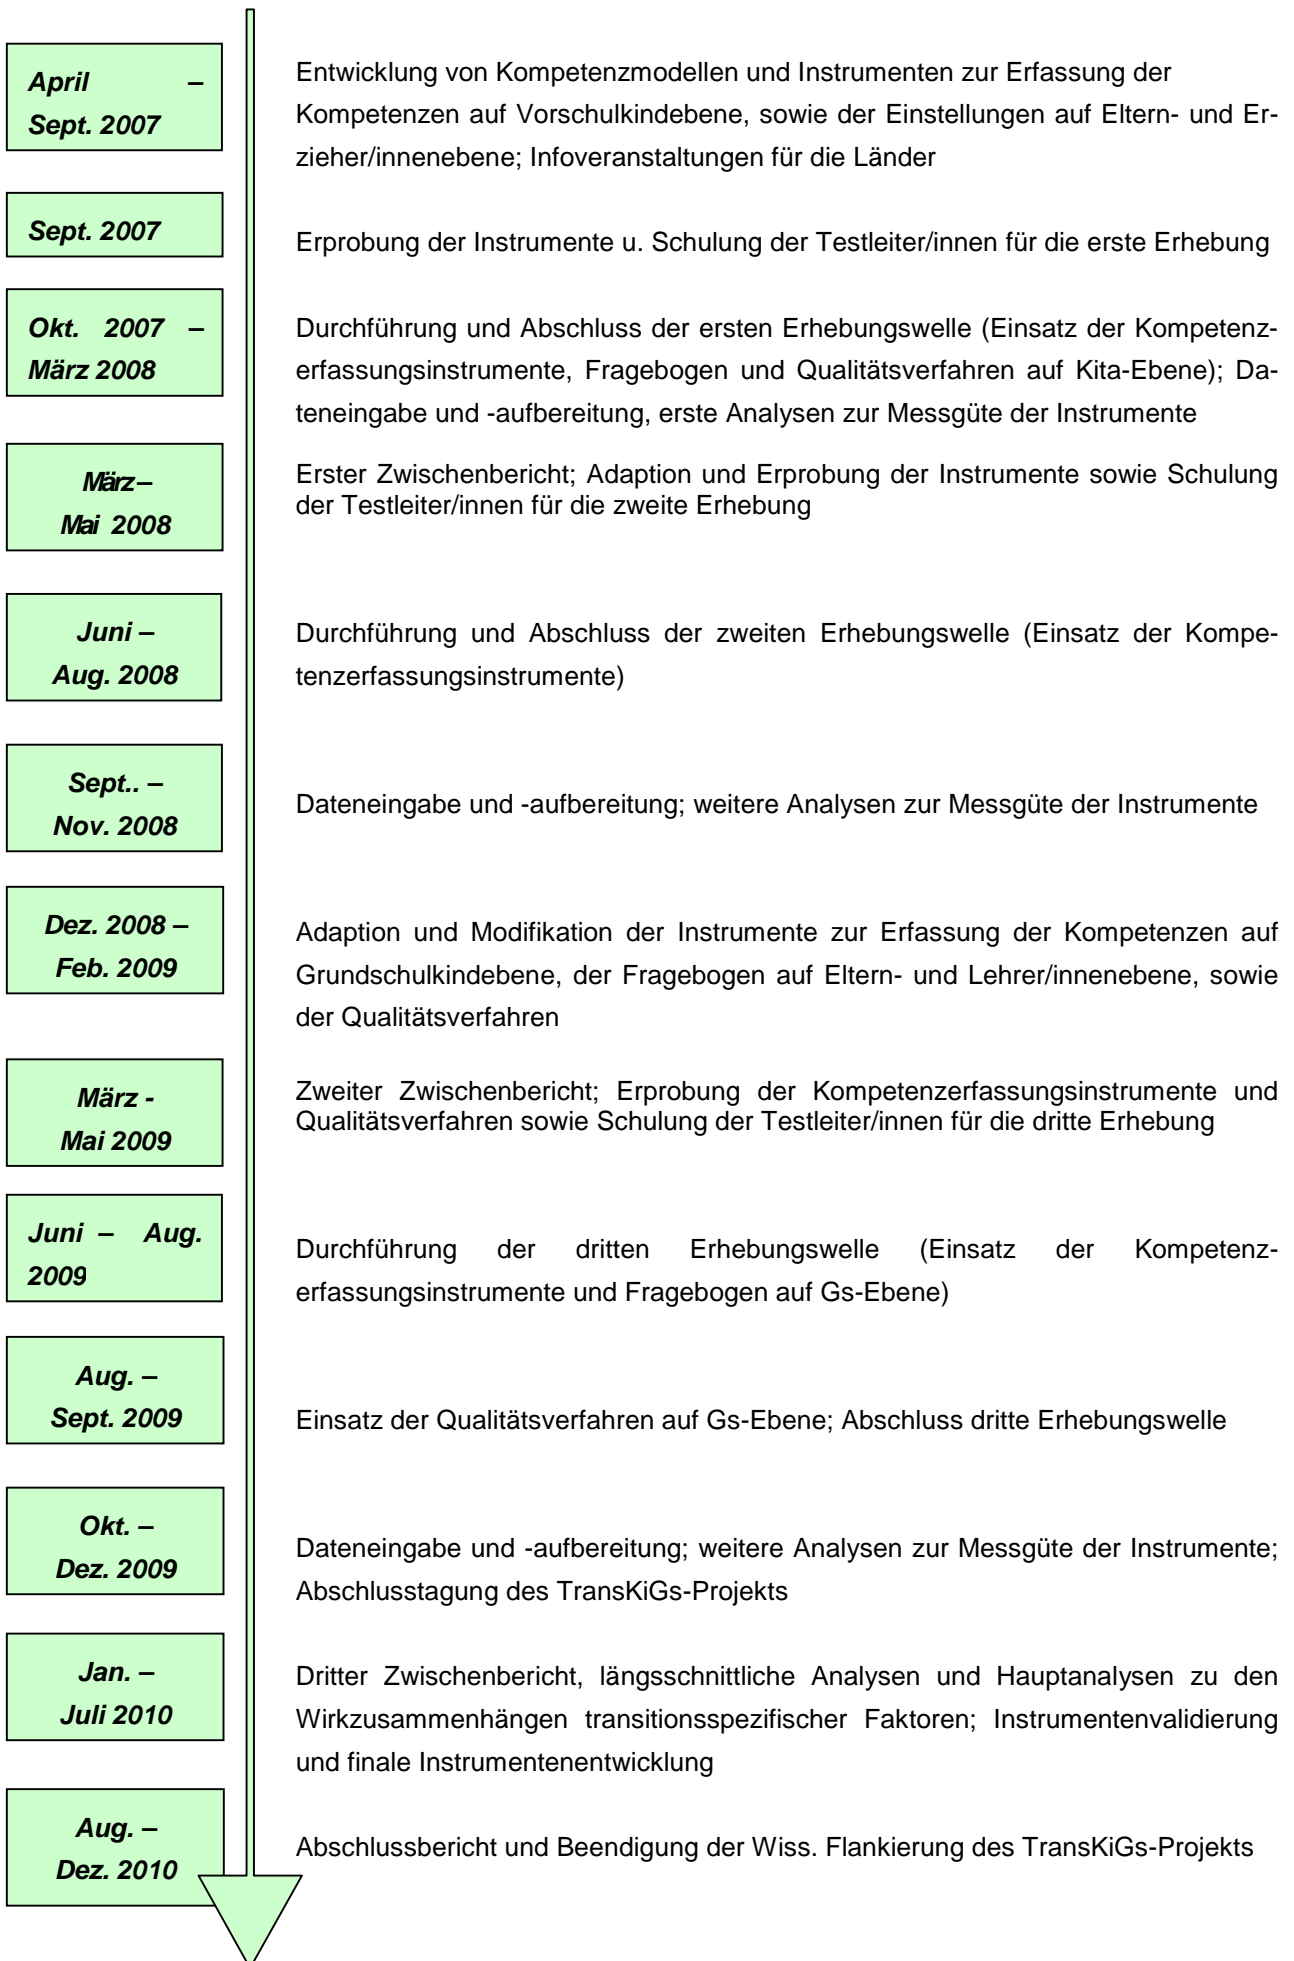 April –
Sept. 2007
Entwicklung von Kompetenzmodellen und Instrumenten zur Erfassung der
Kompetenzen auf Vorschulkindebene, sowie der Einstellungen auf Eltern- und Er-
zieher/innenebene; Infoveranstaltungen für die Länder
Sept. 2007
Erprobung der Instrumente u. Schulung der Testleiter/innen für die erste Erhebung
Okt. 2007 –
März 2008
Durchführung und Abschluss der ersten Erhebungswelle (Einsatz der Kompetenz-
erfassungsinstrumente, Fragebogen und Qualitätsverfahren auf Kita-Ebene); Da-
teneingabe und -aufbereitung, erste Analysen zur Messgüte der Instrumente
März –
Mai 2008
Erster Zwischenbericht; Adaption und Erprobung der Instrumente sowie Schulung
der Testleiter/innen für die zweite Erhebung
Juni –
Aug. 2008
Durchführung und Abschluss der zweiten Erhebungswelle (Einsatz der Kompe-
tenzerfassungsinstrumente)
Sept.. –
Nov. 2008
Dateneingabe und -aufbereitung; weitere Analysen zur Messgüte der Instrumente
Dez. 2008 –
Feb. 2009
Adaption und Modifikation der Instrumente zur Erfassung der Kompetenzen auf
Grundschulkindebene, der Fragebogen auf Eltern- und Lehrer/innenebene, sowie
der Qualitätsverfahren
März -
Mai 2009
Zweiter Zwischenbericht; Erprobung der Kompetenzerfassungsinstrumente und
Qualitätsverfahren sowie Schulung der Testleiter/innen für die dritte Erhebung
Juni – Aug.
2009
Durchführung der dritten Erhebungswelle (Einsatz der Kompetenz-
erfassungsinstrumente und Fragebogen auf Gs-Ebene)
Aug. –
Sept. 2009
Einsatz der Qualitätsverfahren auf Gs-Ebene; Abschluss dritte Erhebungswelle
Okt. –
Dez. 2009
Dateneingabe und -aufbereitung; weitere Analysen zur Messgüte der Instrumente;
Abschlusstagung des TransKiGs-Projekts
Jan. –
Juli 2010
Dritter Zwischenbericht, längsschnittliche Analysen und Hauptanalysen zu den
Wirkzusammenhängen transitionsspezifischer Faktoren; Instrumentenvalidierung
und finale Instrumentenentwicklung
Aug. –
Dez. 2010
Abschlussbericht und Beendigung der Wiss. Flankierung des TransKiGs-Projekts